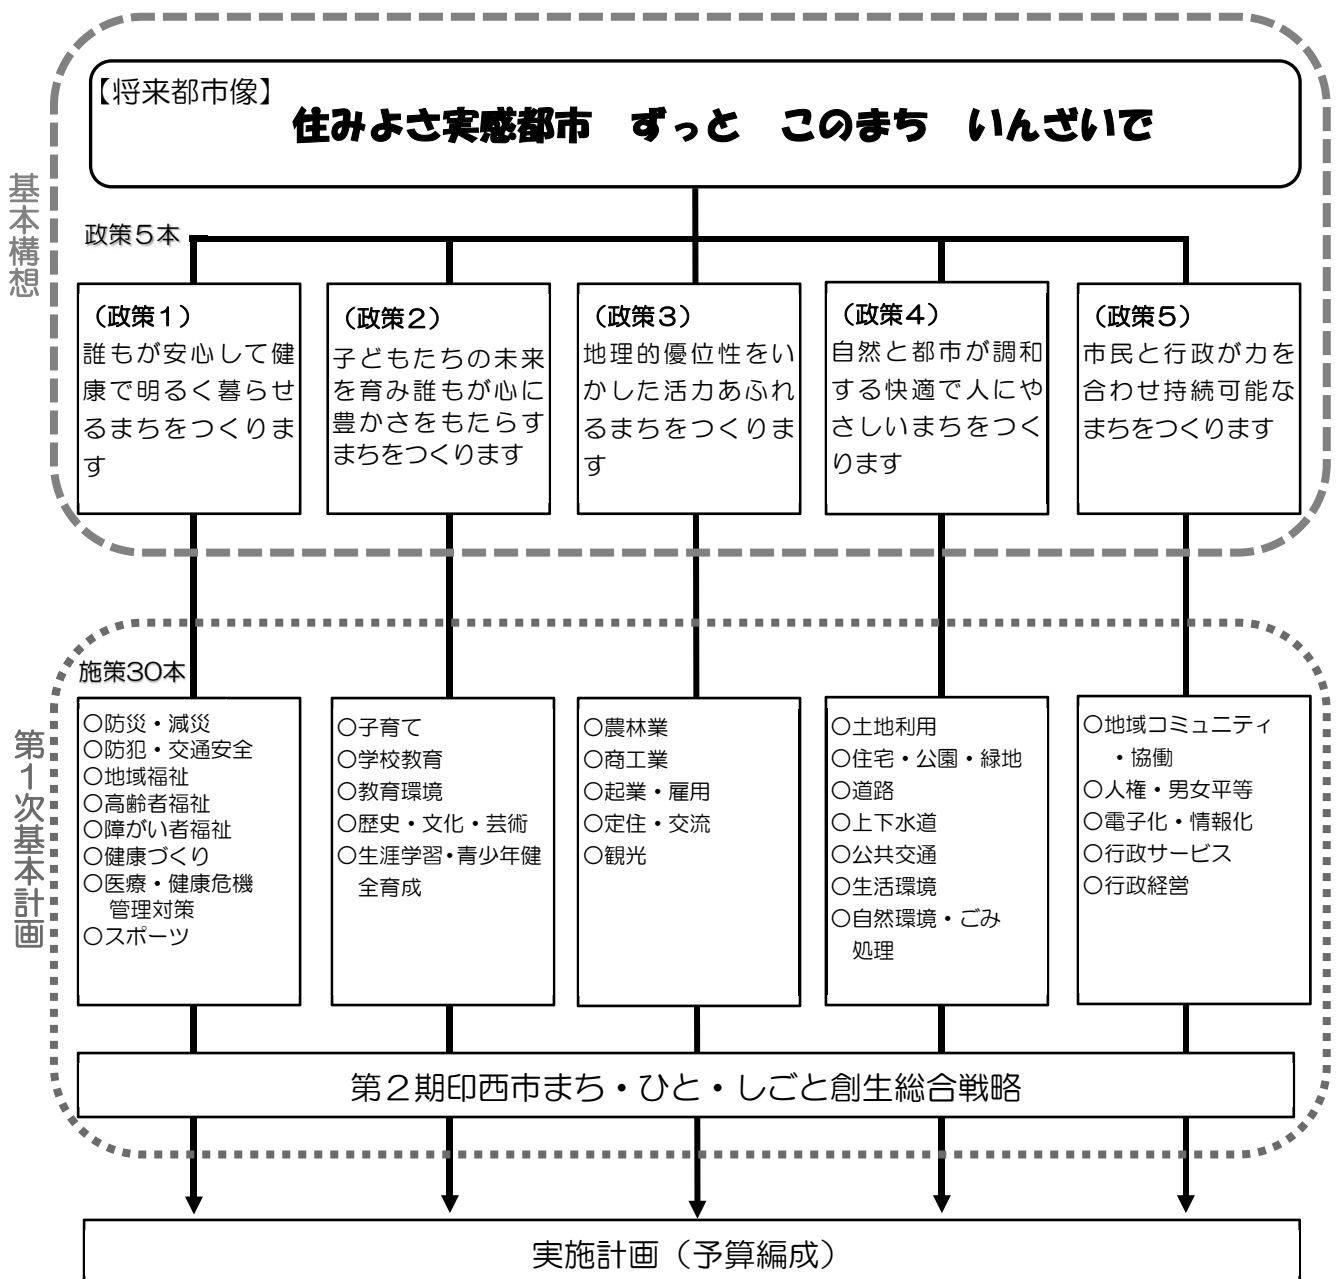 【将来都市像】
住みよさ実感都市　ずっと　このまち　いんざいで
基本構想
政策５本
（政策１）
誰もが安心して健
康で明るく暮らせ
るまちをつくりま
す
（政策２）
子どもたちの未来
を育み誰もが心に
豊かさをもたらす
まちをつくります
（政策３）
地理的優位性をい
かした活力あふれ
るまちをつくりま
す
（政策４）
自然と都市が調和
する快適で人にや
さしいまちをつく
ります
（政策５）
市民と行政が力を
合わせ持続可能な
まちをつくります
第１次基本計画
施策30本
○防災・減災
○防犯・交通安全
○地域福祉
○高齢者福祉
○障がい者福祉
○健康づくり
○医療・健康危機
管理対策
○スポーツ
○子育て
○学校教育
○教育環境
○歴史・文化・芸術
○生涯学習・青少年健
全育成
○農林業
○商工業
○起業・雇用
○定住・交流
○観光
○土地利用
○住宅・公園・緑地
○道路
○上下水道
○公共交通
○生活環境
○自然環境・ごみ
処理
○地域コミュニティ
・協働
○人権・男女平等
○電子化・情報化
○行政サービス
○行政経営
第２期印西市まち・ひと・しごと創生総合戦略
実施計画（予算編成）